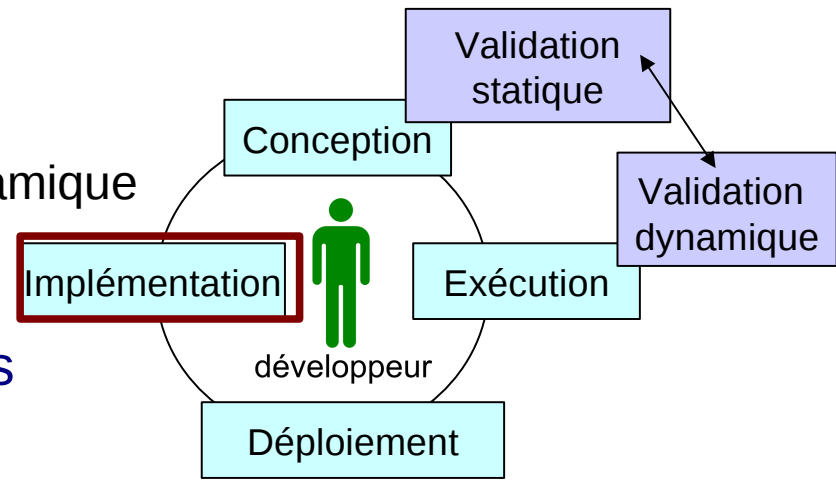 Validation
statique
Conception
amique
Validation
dynamique
Implémentation
Exécution
s
développeur
Déploiement